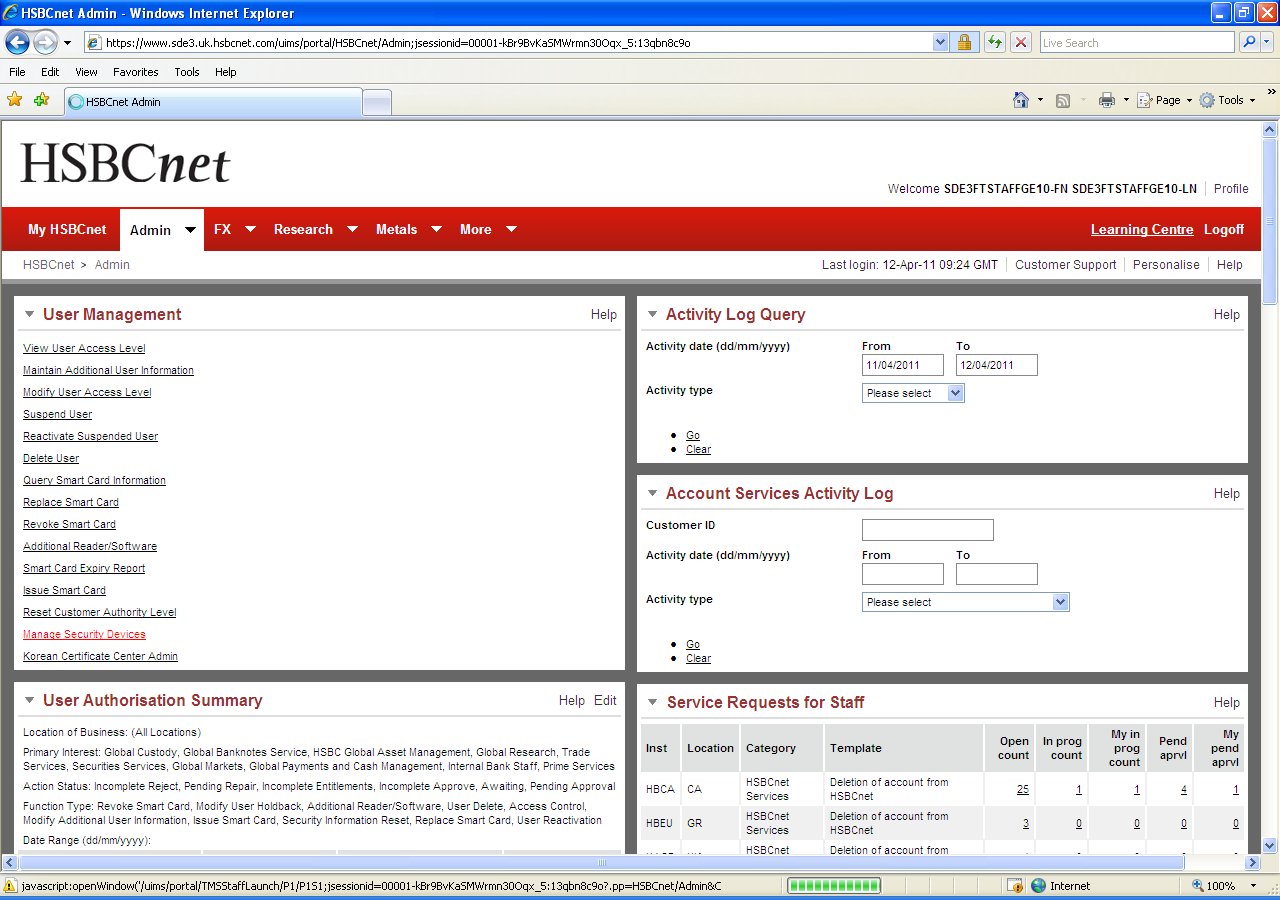 HSBCnet Admin - Windows Internet Explorer
https://www.sde3.uk.hsbcnet.com/uims/portal/HSBCnet/Admin;jsessionid=00001-kBr9BvKaSMWrmn30Oqx_5:13qbn8c9o
Live Search
File Edit View Favorites Tools Help
HSBCnet Admin
Page Tools
HSBCnet
Welcome SDE3FTSTAFFGE10-FN SDE3FTSTAFFGE10-LN Profile
My HSBCnet Admin FX Research Metals More Learning Centre Logoff
HSBCnet > Admin
Last login: 12-Apr-11 09:24 GMT Customer Support Personalise Help
User Management Help
View User Access Level
Maintain Additional User Information
Modify User Access Level
Suspend User
Reactivate Suspended User
Delete User
Query Smart Card Information
Replace Smart Card
Revoke Smart Card
Additional Reader/Software
Smart Card Expiry Report
Issue Smart Card
Reset Customer Authority Level
Manage Security Devices
Korean Certificate Center Admin
User Authorisation Summary Help Edit
Location of Business: (All Locations)
Primary Interest: Global Custody, Global Banknotes Service, HSBC Global Asset Management, Global Research, Trade
Services, Securities Services, Global Markets, Global Payments and Cash Management, Internal Bank Staff, Prime Services
Action Status: Incomplete Reject, Pending Repair, Incomplete Entitlements, Incomplete Approve, Awaiting, Pending Approval
Function Type: Revoke Smart Card, Modify User Holdback, Additional Reader/Software, User Delete, Access Control,
Modify Additional User Information, Issue Smart Card, Security Information Reset, Replace Smart Card, User Reactivation
Date Range (dd/mm/yyyy):
Activity Log Query Help
Activity date (dd/mm/yyyy) From To
11/04/2011 12/04/2011
Activity type Please select
Go
Clear
Account Services Activity Log Help
Customer ID
Activity date (dd/mm/yyyy) From To
Activity type Please select
Go
Clear
Service Requests for Staff Help
Inst Location Category Template Open count In prog count My in prog count Pend aprvl My pend aprvl
HBCA CA HSBCnet Services Deletion of account from HSBCnet 25 1 1 4 1
HBEU GR HSBCnet Services Deletion of account from HSBCnet 3 0 0 0 0
HSBCnet Deletion of account from
javascript:openWindow('/uims/portal/TMSStaffLaunch/P1/P1S1;jsessionid=00001-kBr9BvKaSMWrmn30Oqx_5:13qbn8c9o?.pp=HSBCnet/Admin&C
Internet 100%